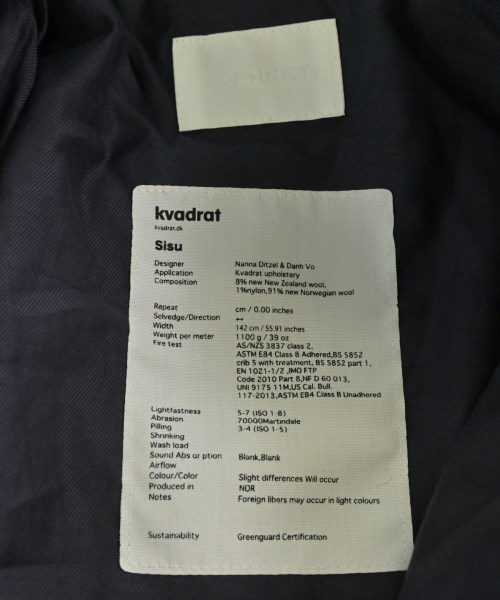 SOPHNET.
kvadrat
kvadrat.dk
Sisu
Designer Nanna Ditzel & Danh Vo
Application Kvadrat upholstery
Composition 8% new New Zealand wool,
1%nylon,91% new Norwegian wool
Repeat cm / 0.00 inches
Selvedge/Direction ↔
Width 142 cm / 55.91 inches
Weight per meter 1100 g / 39 oz
Fire test AS/NZS 3837 class 2,
ASTM E84 Class B Adhered,BS 5852
crib 5 with treatment, BS 5852 part 1,
EN 1021-1/2 ,IMO FTP
Code 2010 Part 8,NF D 60 013,
UNI 9175 11M,US Cal. Bull.
117-2013,ASTM E84 Class B Unadhered
Lightfastness 5-7 (ISO 1-8)
Abrasion 70000Martindale
Pilling 3-4 (ISO 1-5)
Shrinking
Wash load
Sound Abs or ption Blank,Blank
Airflow
Colour/Color Slight differences Will occur
Produced in NOR
Notes Foreign libers may occur in light colours
Sustainability Greenguard Certification